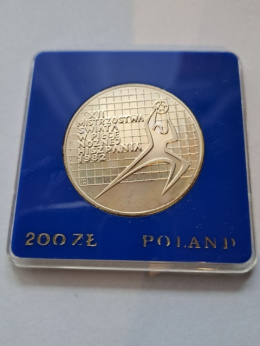 XII
MISTRZOSTWA
ŚWIATA
W PIŁCE
NOŻNEJ
HISZPANIA
1982
200 ZŁ POLAND